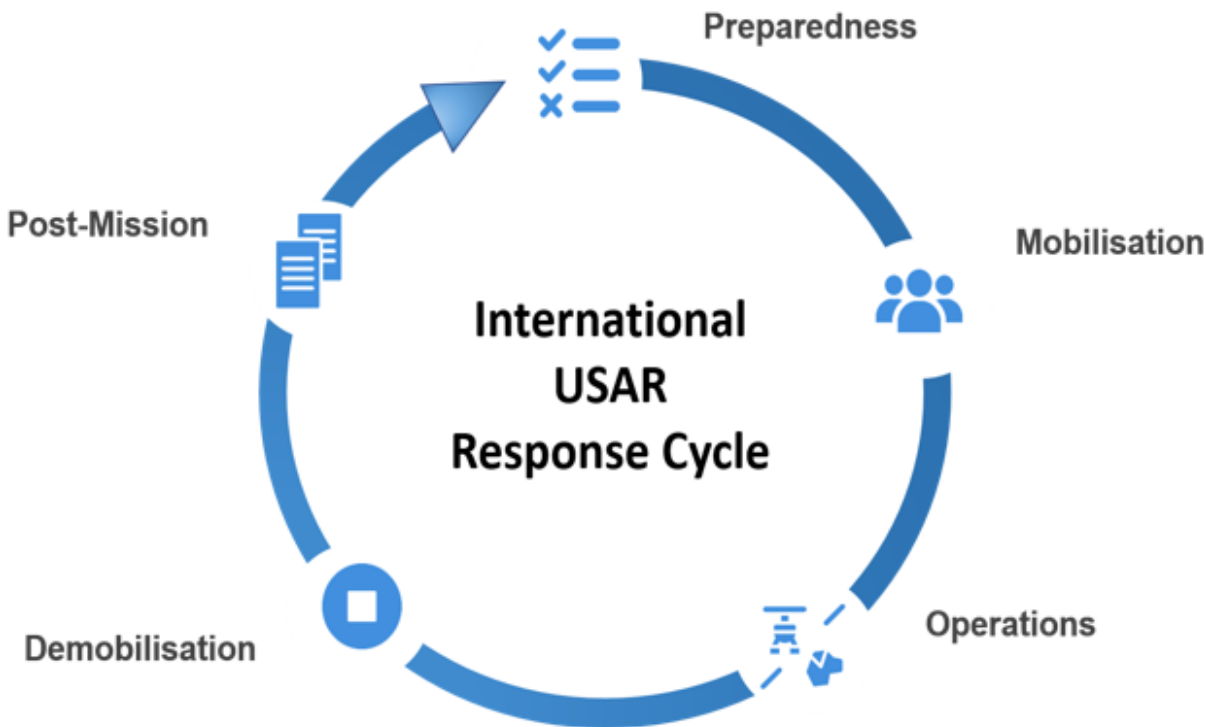 Preparedness
Mobilisation
Operations
Demobilisation
Post-Mission
International
USAR
Response Cycle